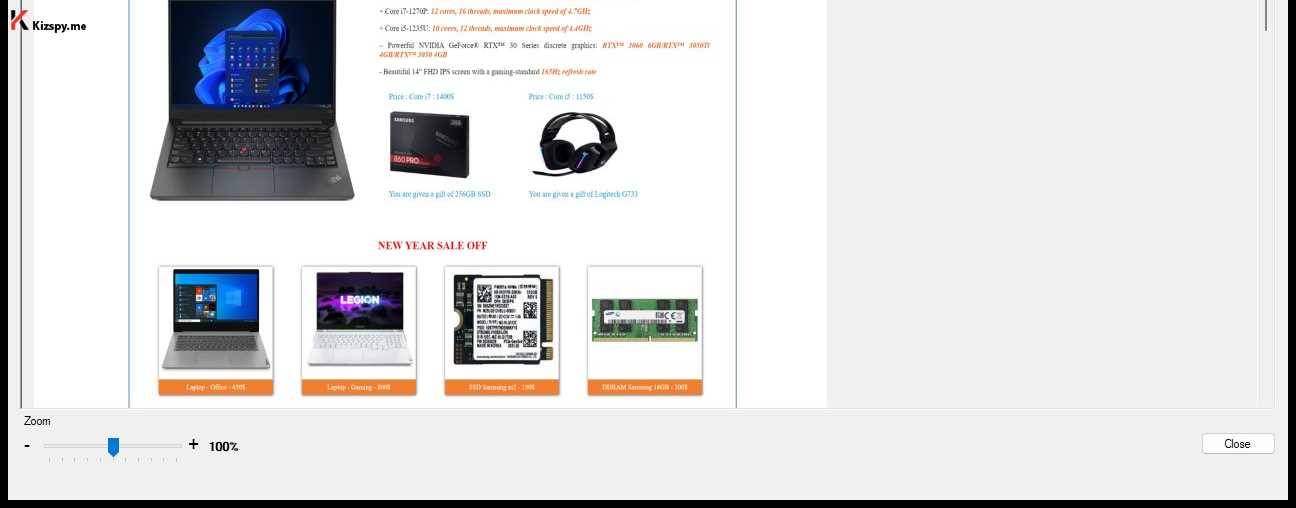 Kizspy.me
+ Core i7-1270P: 12 cores, 16 threads, maximum clock speed of 4.7GHz
+ Core i5-1235U: 10 cores, 12 threads, maximum clock speed of 4.4GHz
– Powerful NVIDIA GeForce® RTX™ 30 Series discrete graphics: RTX™ 3060 6GB/RTX™ 3050Ti
4GB/RTX™ 3050 4GB
- Beautiful 14" FHD IPS screen with a gaming-standard 165Hz refresh rate
Price : Core i7 : 1400$
Price : Core i5 : 1150$
SAMSUNG
860 PRO
You are given a gift of 256GB SSD
You are given a gift of Logitech G733
NEW YEAR SALE OFF
LEGION
Laptop - Office - 450$
Laptop - Gaming - 800$
SSD Samsung m2 - 150$
DDRAM Samsung 16GB - 300$
Zoom
- + 100%
Close